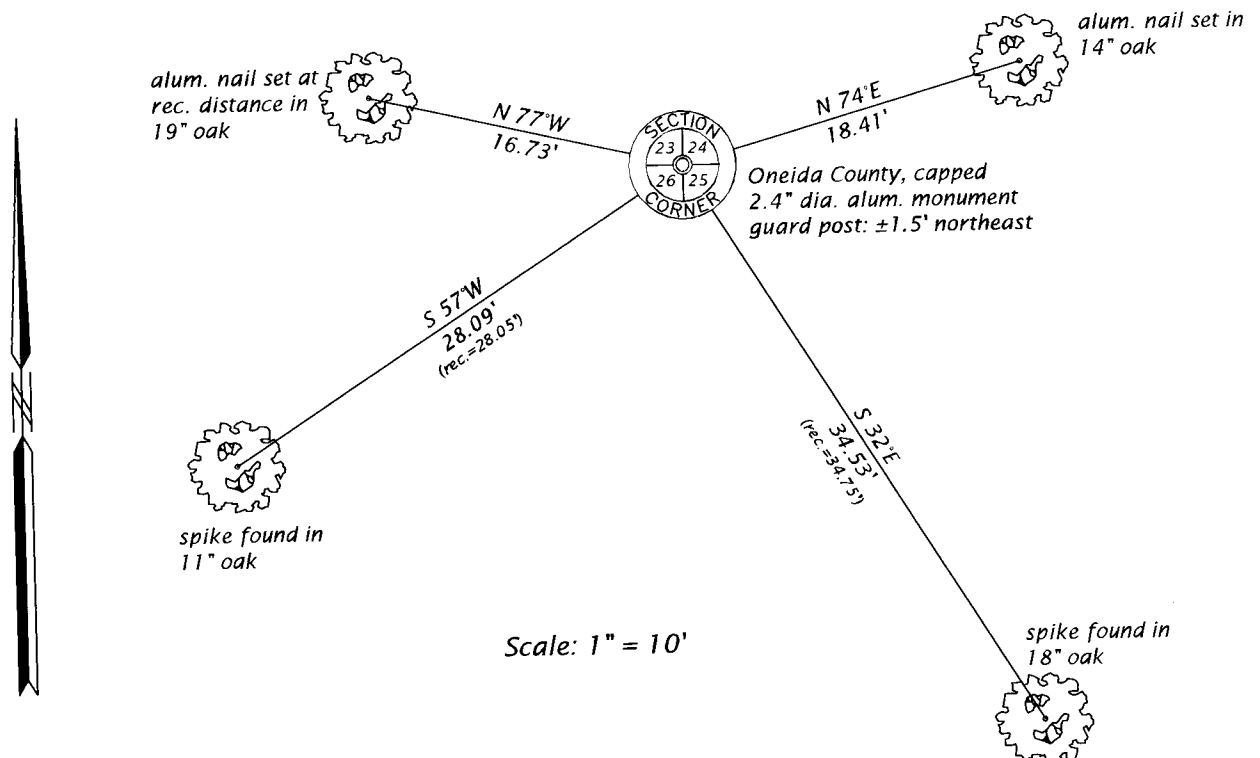 alum. nail set in
14" oak
alum. nail set at
rec. distance in
19" oak
N 77°W
16.73'
N 74°E
18.41'
SECTION
23 24
26 25
CORNER
Oneida County, capped
2.4" dia. alum. monument
guard post: ±1.5' northeast
S 57°W
28.09'
(rec.=28.05')
S 32°E
34.53'
(rec.=34.75')
N
spike found in
11" oak
Scale: 1" = 10'
spike found in
18" oak